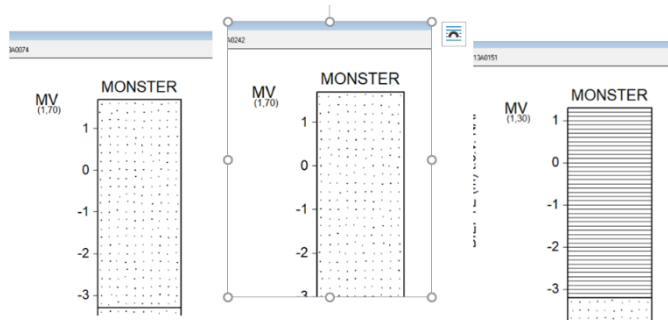 A0074
MONSTER
MV
(1,70)
1
0
-1
-2
-3
A0242
MONSTER
MV
(1,70)
1
0
-1
-2
13A0151
MONSTER
MV
(1,30)
1
0
-1
-2
-3